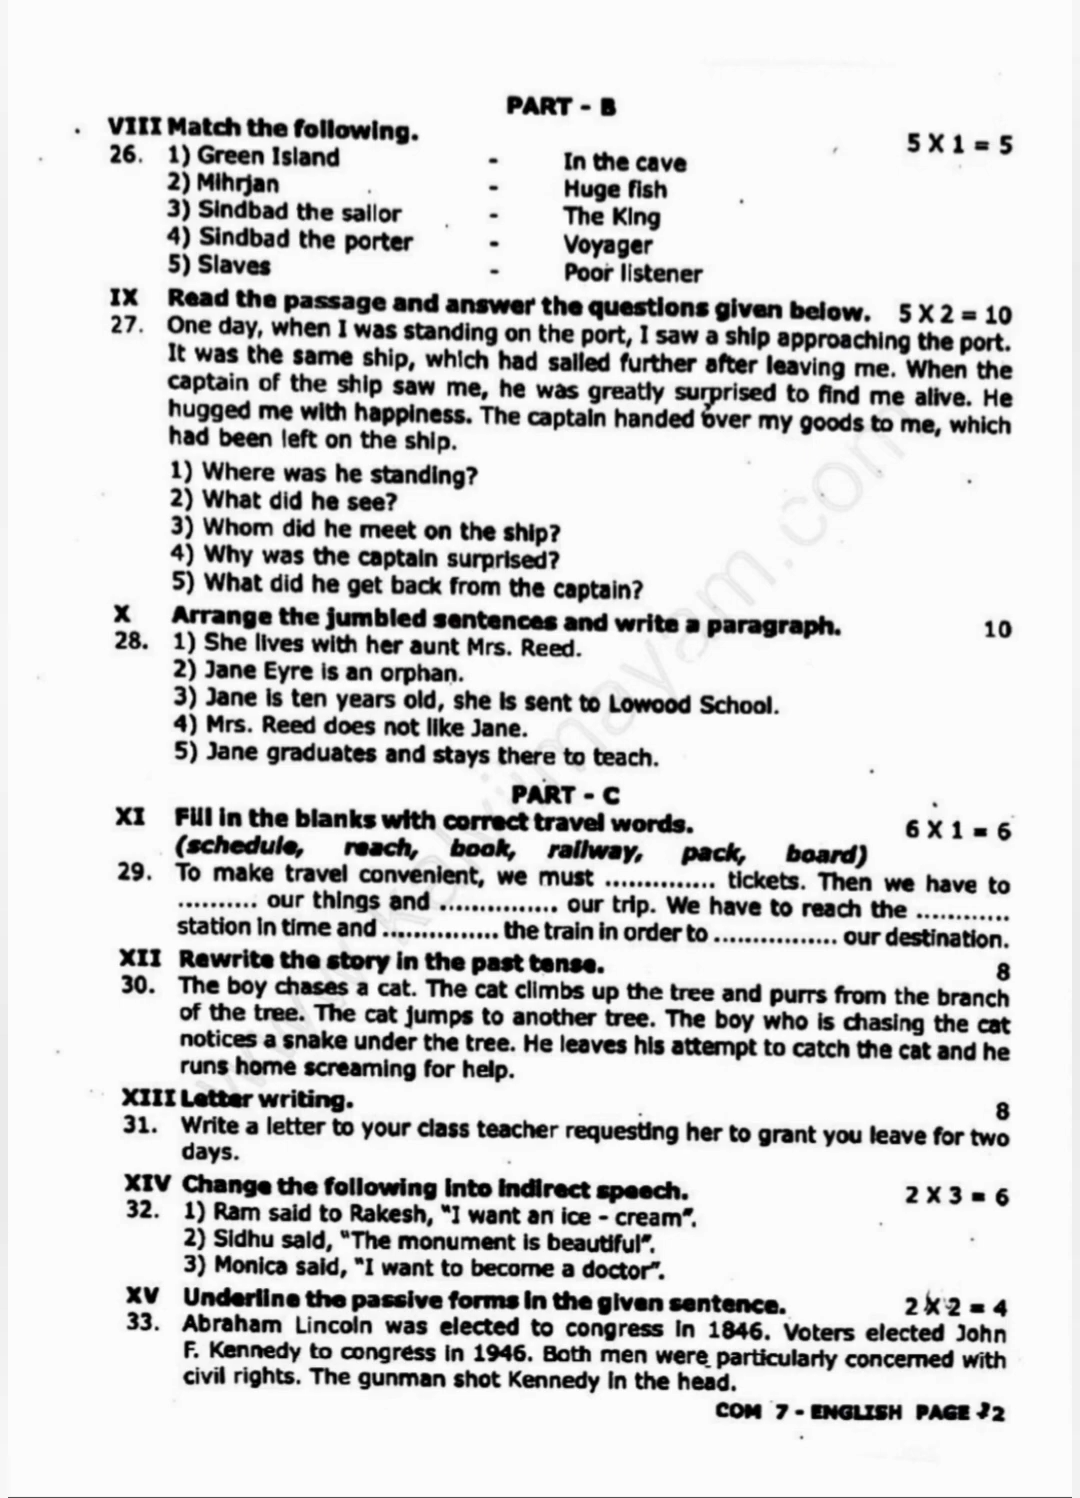 PART - B
VIII Match the following. 5 X 1 = 5
26. 1) Green Island - In the cave
2) Mihrjan - Huge fish
3) Sindbad the sailor - The King
4) Sindbad the porter - Voyager
5) Slaves - Poor listener
IX Read the passage and answer the questions given below. 5 X 2 = 10
27. One day, when I was standing on the port, I saw a ship approaching the port.
It was the same ship, which had sailed further after leaving me. When the
captain of the ship saw me, he was greatly surprised to find me alive. He
hugged me with happiness. The captain handed over my goods to me, which
had been left on the ship.
1) Where was he standing?
2) What did he see?
3) Whom did he meet on the ship?
4) Why was the captain surprised?
5) What did he get back from the captain?
X Arrange the jumbled sentences and write a paragraph. 10
28. 1) She lives with her aunt Mrs. Reed.
2) Jane Eyre is an orphan.
3) Jane is ten years old, she is sent to Lowood School.
4) Mrs. Reed does not like Jane.
5) Jane graduates and stays there to teach.
PART - C
XI Fill in the blanks with correct travel words. 6 X 1 = 6
(schedule, reach, book, railway, pack, board)
29. To make travel convenient, we must .............. tickets. Then we have to
.......... our things and ............... our trip. We have to reach the ............
station in time and ............... the train in order to ................ our destination.
XII Rewrite the story in the past tense. 8
30. The boy chases a cat. The cat climbs up the tree and purrs from the branch
of the tree. The cat jumps to another tree. The boy who is chasing the cat
notices a snake under the tree. He leaves his attempt to catch the cat and he
runs home screaming for help.
XIII Letter writing. 8
31. Write a letter to your class teacher requesting her to grant you leave for two
days.
XIV Change the following into indirect speech. 2 X 3 = 6
32. 1) Ram said to Rakesh, "I want an ice - cream".
2) Sidhu said, "The monument is beautiful".
3) Monica said, "I want to become a doctor".
XV Underline the passive forms in the given sentence. 2 X 2 = 4
33. Abraham Lincoln was elected to congress in 1846. Voters elected John
F. Kennedy to congress in 1946. Both men were particularly concerned with
civil rights. The gunman shot Kennedy in the head.
COM 7 - ENGLISH PAGE 2
www.kalviimayam.com